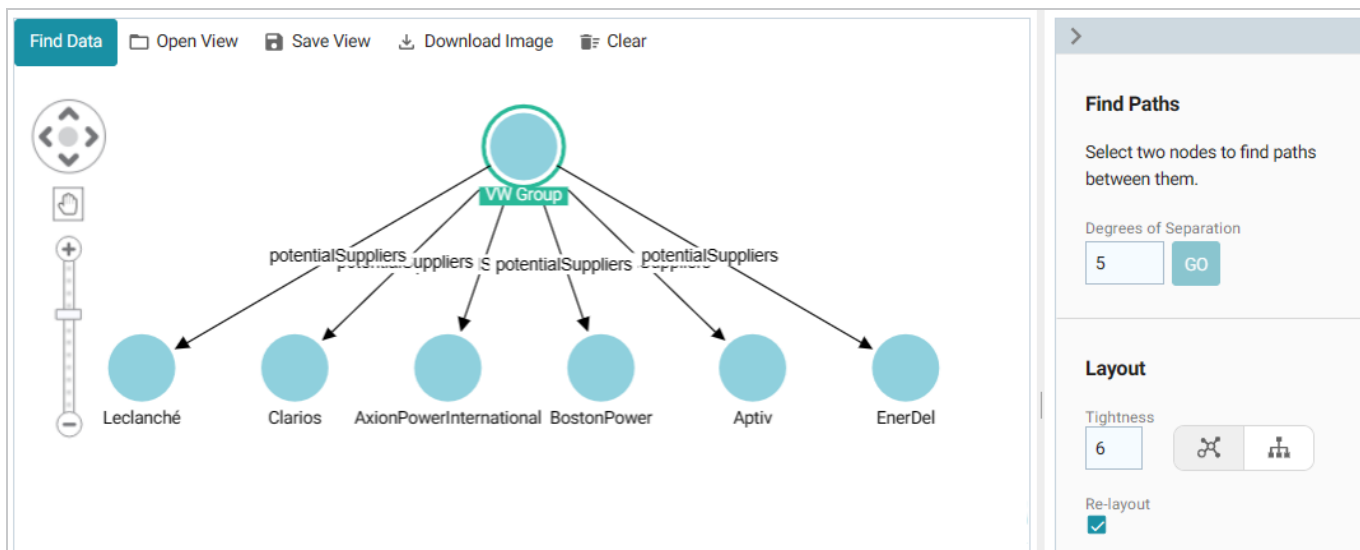 Find Data Open View Save View Download Image Clear
VW Group
potentialSuppliers potentialSuppliers potentialSuppliers
Leclanché Clarios AxionPowerInternational BostonPower Aptiv EnerDel
Find Paths
Select two nodes to find paths
between them.
Degrees of Separation
5 GO
Layout
Tightness
6
Re-layout